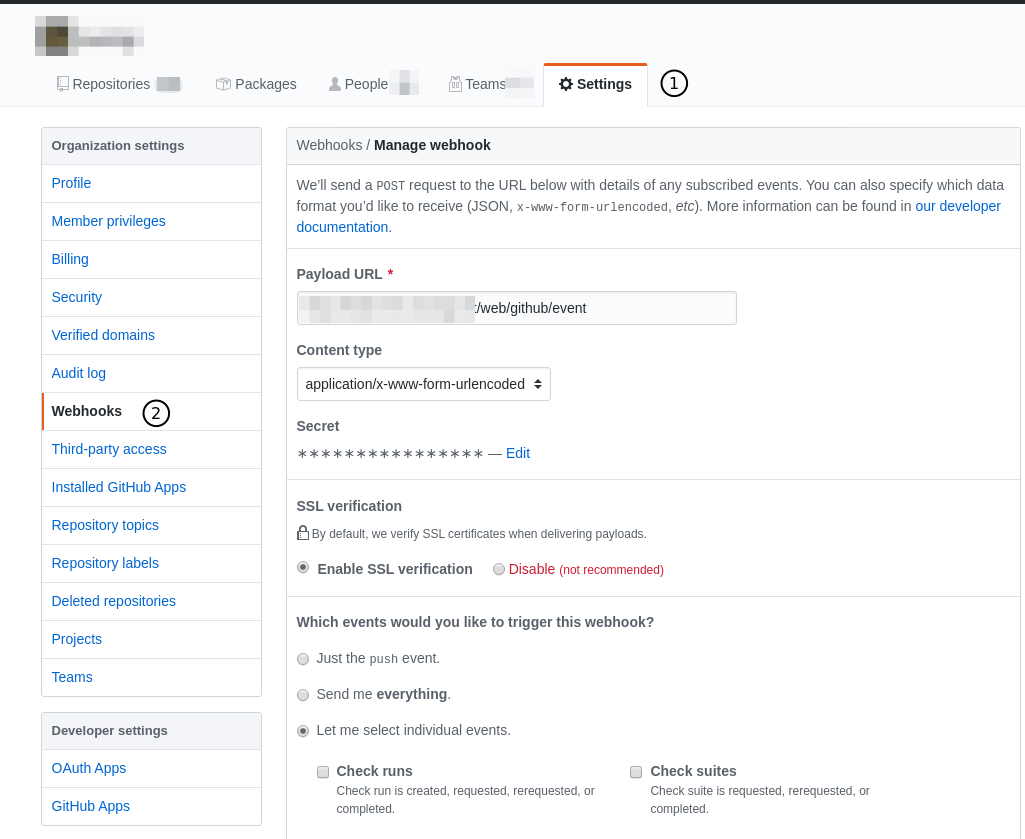 Repositories Packages People Teams Settings 1
Organization settings
Profile
Member privileges
Billing
Security
Verified domains
Audit log
Webhooks 2
Third-party access
Installed GitHub Apps
Repository topics
Repository labels
Deleted repositories
Projects
Teams
Developer settings
OAuth Apps
GitHub Apps
Webhooks / Manage webhook
We’ll send a POST request to the URL below with details of any subscribed events. You can also specify which data
format you’d like to receive (JSON, x-www-form-urlencoded, etc). More information can be found in our developer
documentation.
Payload URL *
/web/github/event
Content type
application/x-www-form-urlencoded
Secret
∗∗∗∗∗∗∗∗∗∗∗∗∗∗∗∗ — Edit
SSL verification
By default, we verify SSL certificates when delivering payloads.
Enable SSL verification Disable (not recommended)
Which events would you like to trigger this webhook?
Just the push event.
Send me everything.
Let me select individual events.
Check runs
Check run is created, requested, rerequested, or
completed.
Check suites
Check suite is requested, rerequested, or
completed.